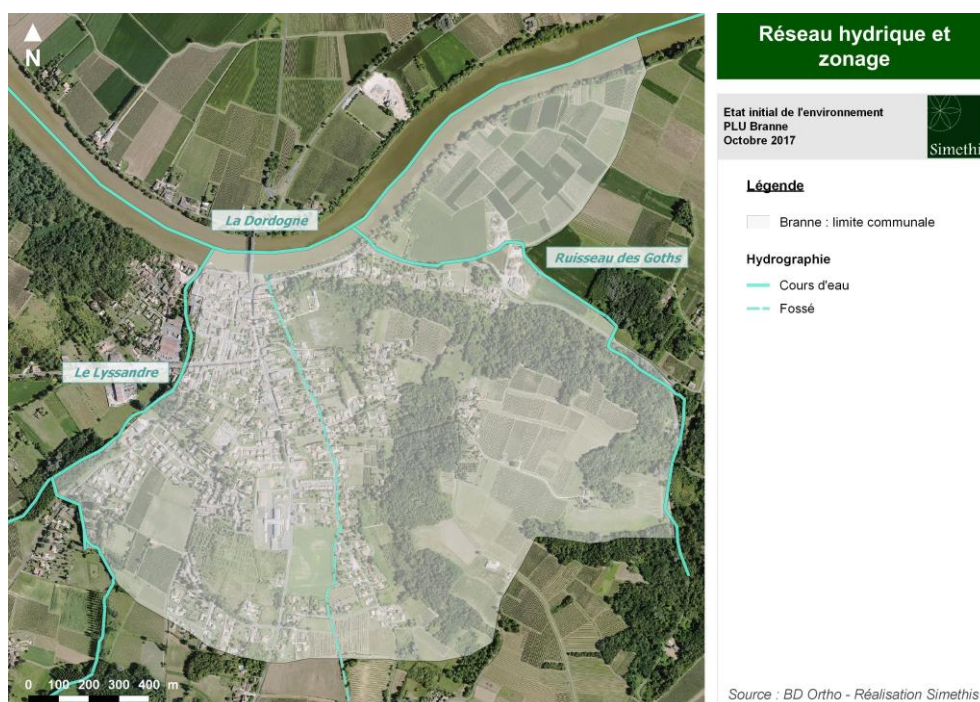 N
La Dordogne
Ruisseau des Goths
Le Lyssandre
0 100 200 300 400 m
Réseau hydrique et
zonage
Etat initial de l'environnement
PLU Branne
Octobre 2017
Simethi
Légende
Branne : limite communale
Hydrographie
Cours d'eau
Fossé
Source : BD Ortho - Réalisation Simethis